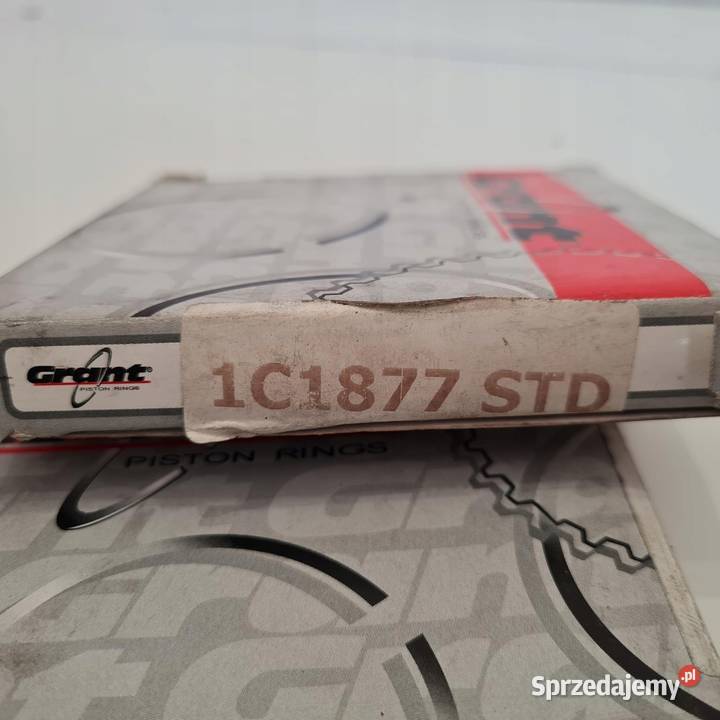 Grant®
PISTON RINGS
1C1877 STD
PISTON RINGS
Sprzedajemy.pl